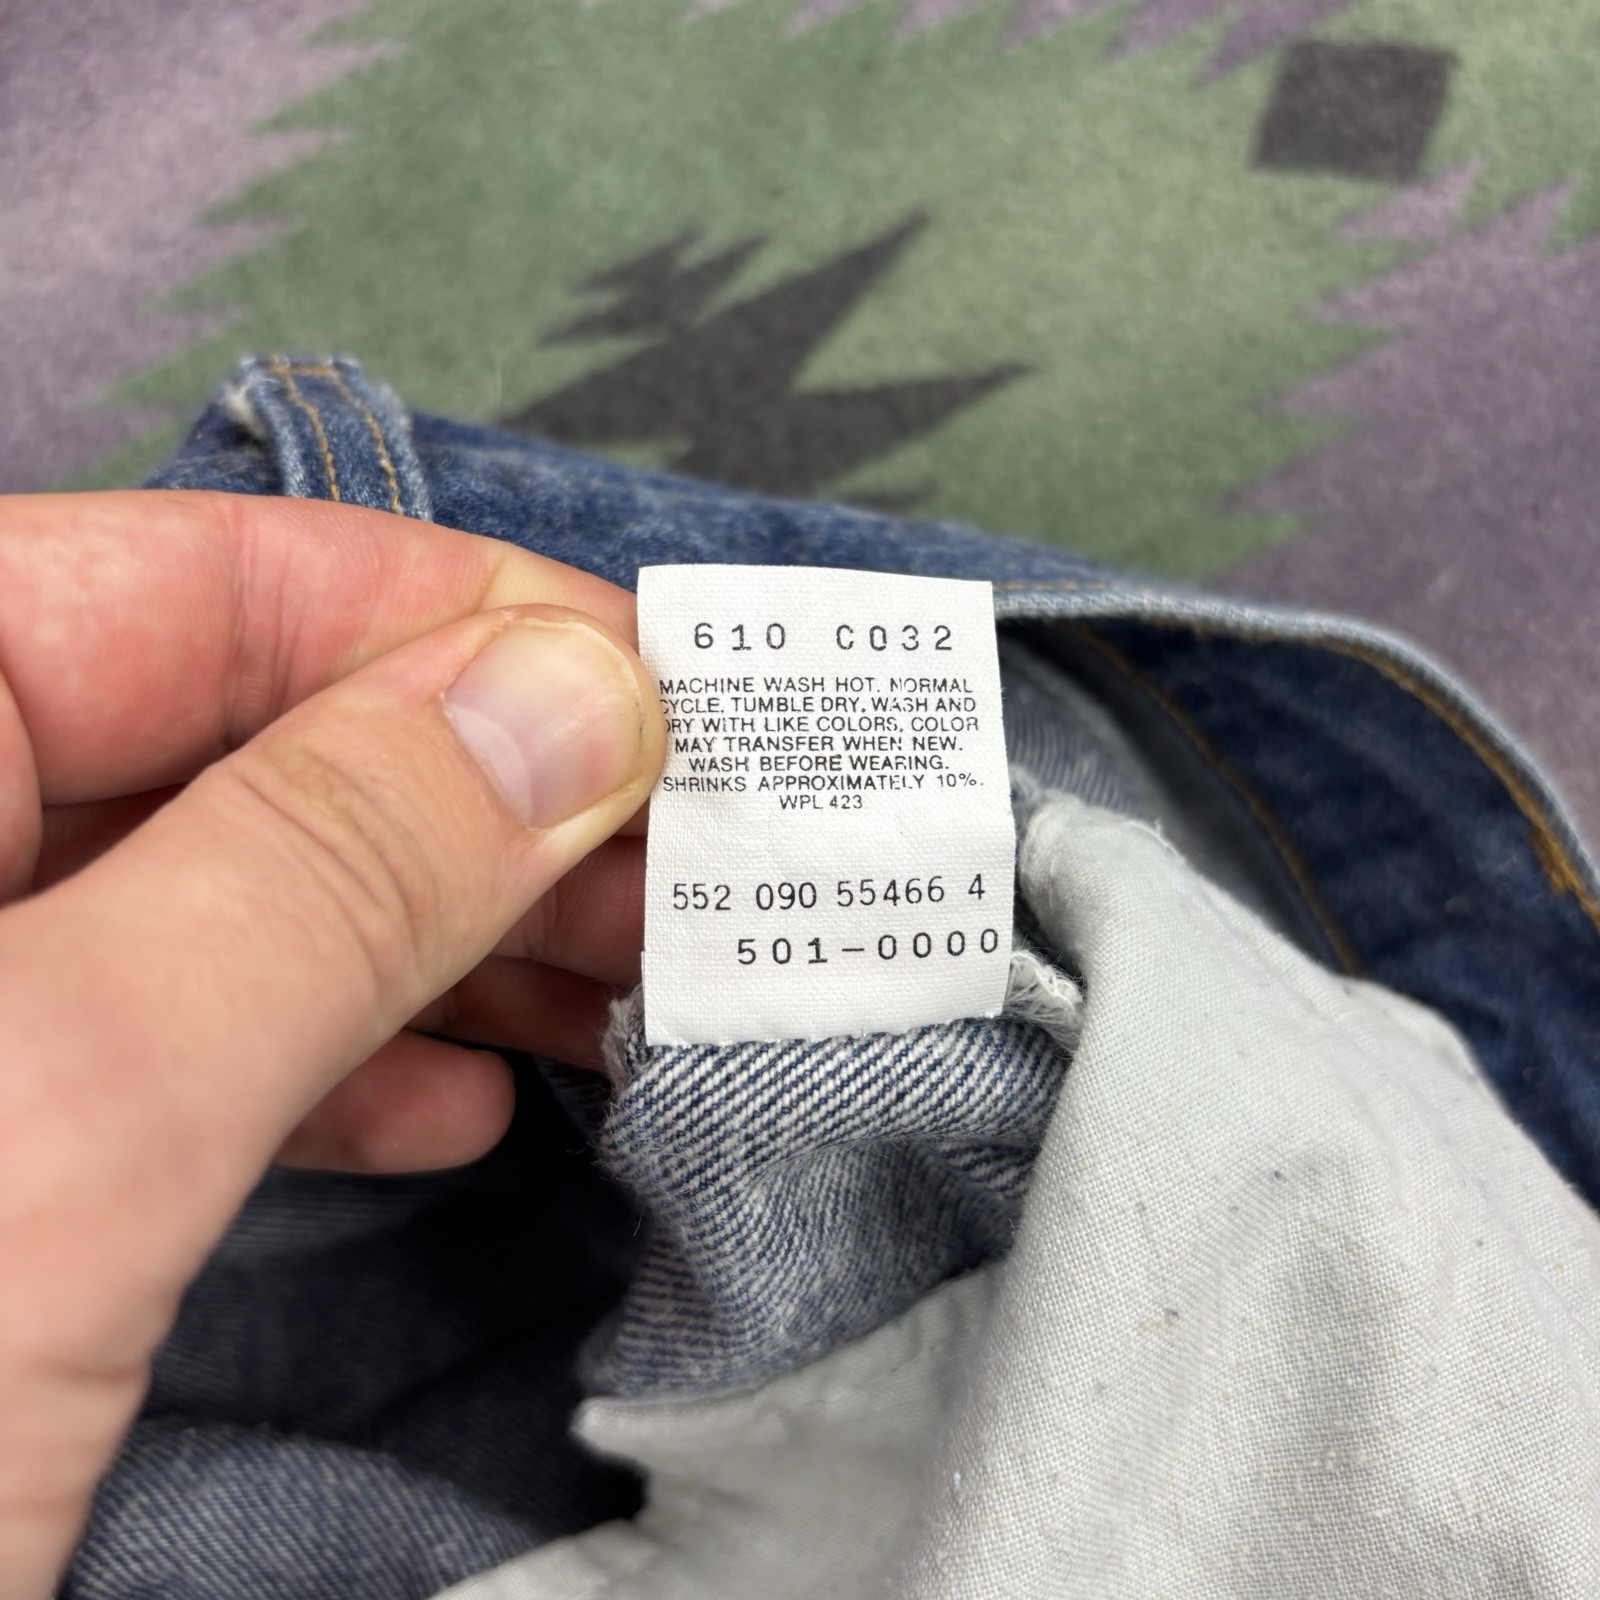 610 C032
MACHINE WASH HOT. NORMAL
CYCLE. TUMBLE DRY. WASH AND
DRY WITH LIKE COLORS. COLOR
MAY TRANSFER WHEN NEW.
WASH BEFORE WEARING.
SHRINKS APPROXIMATELY 10%.
WPL 423
552 090 55466 4
501-0000